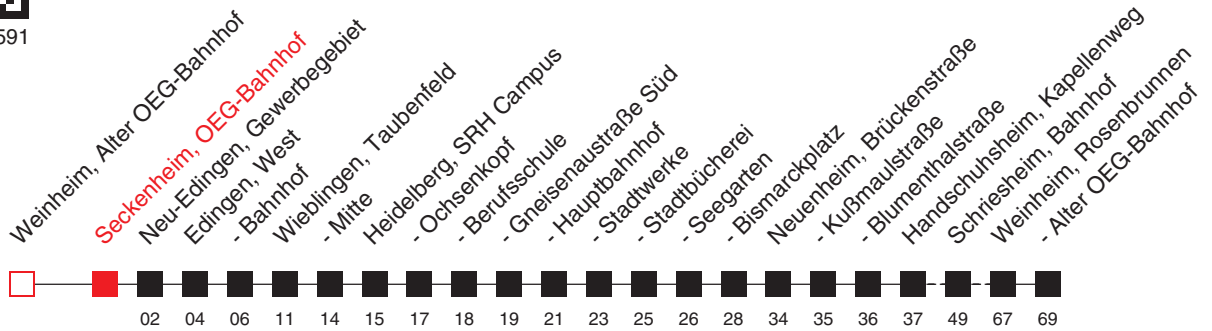 591
Weinheim, Alter OEG-Bahnhof
Seckenheim, OEG-Bahnhof
Neu-Edingen, Gewerbegebiet
Edingen, West
- Bahnhof
Wieblingen, Taubenfeld
- Mitte
Heidelberg, SRH Campus
- Ochsenkopf
- Berufsschule
- Gneisenaustraße Süd
- Hauptbahnhof
- Stadtwerke
- Stadtbücherei
- Seegarten
- Bismarckplatz
Neuenheim, Brückenstraße
- Kußmaulstraße
- Blumenthalstraße
Handschuhsheim, Kapellenweg
Schriesheim, Bahnhof
Weinheim, Rosenbrunnen
- Alter OEG-Bahnhof
02 04 06 11 14 15 17 18 19 21 23 25 26 28 34 35 36 37 49 67 69